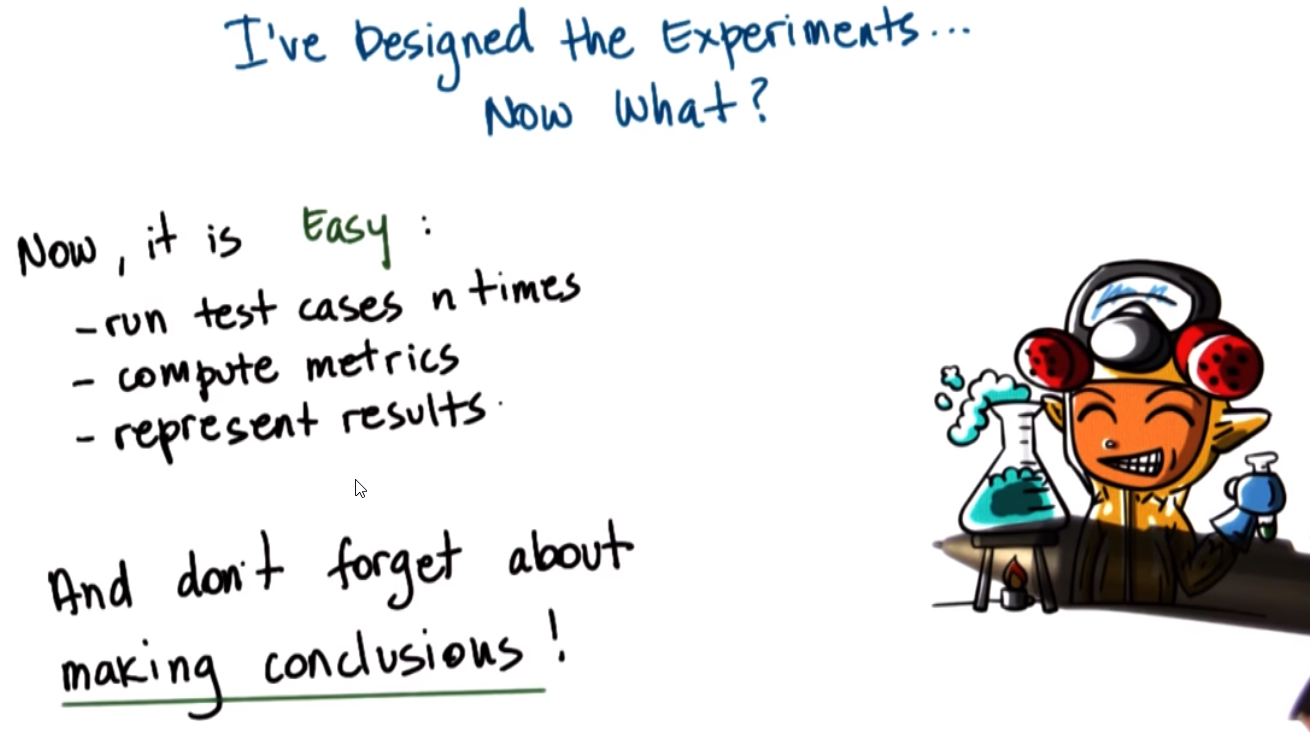 I've Designed the Experiments...
Now What?
Now, it is Easy :
- run test cases n times
- compute metrics
- represent results.
And don't forget about
making conclusions!